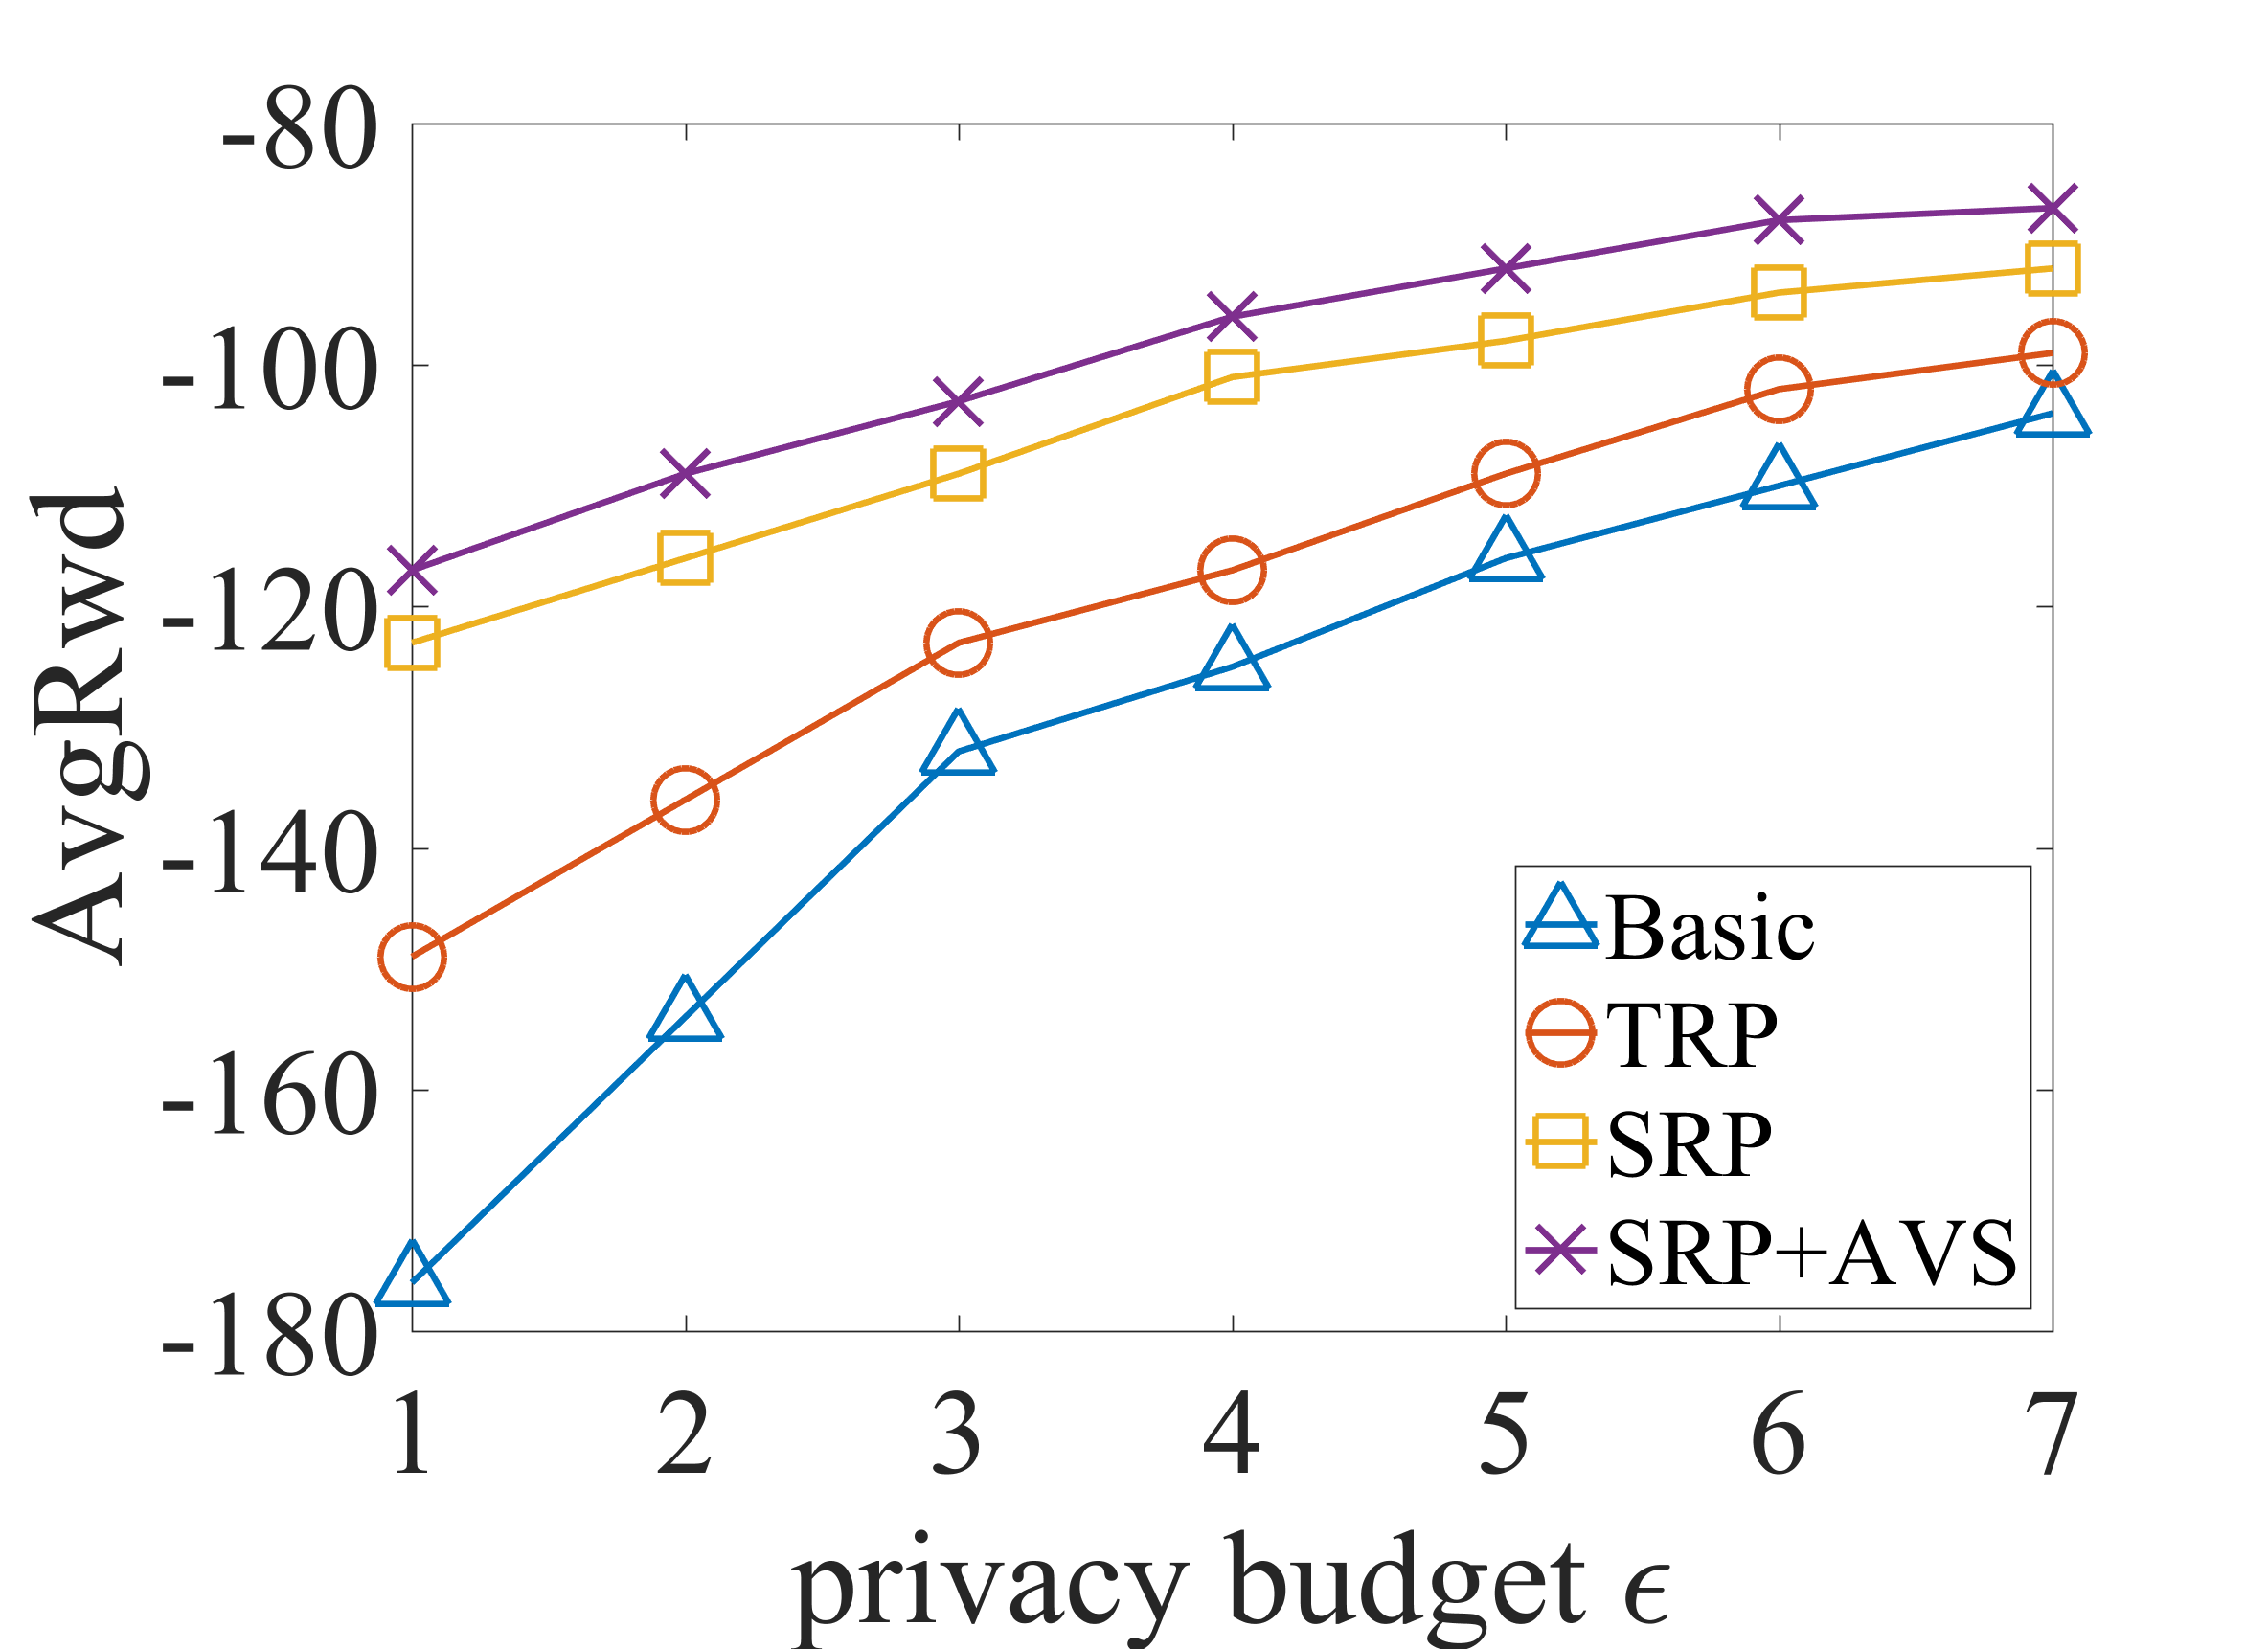 -80
-100
-120
-140
-160
-180
AvgRwd
1 2 3 4 5 6 7
privacy budget ϵ
Basic
TRP
SRP
SRP+AVS